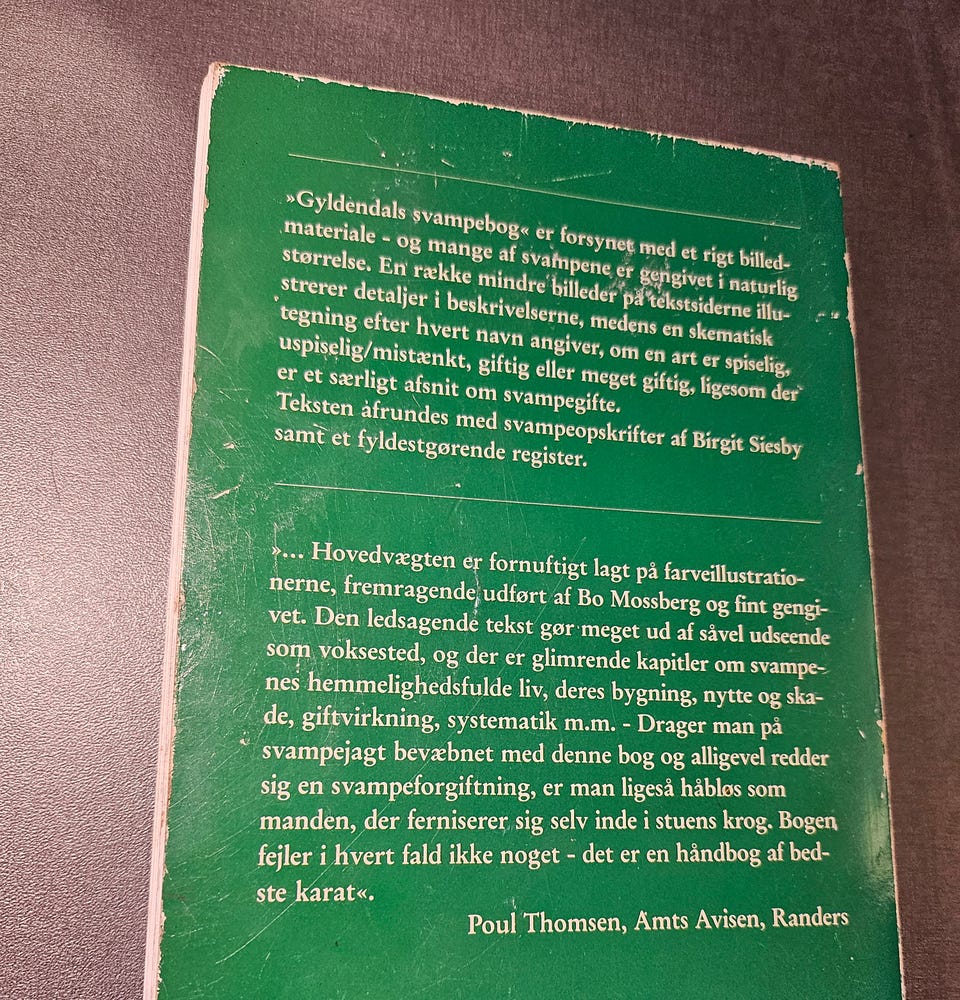 »Gyldendals svampebog« er forsynet med et rigt billed-
materiale - og mange af svampene er gengivet i naturlig
størrelse. En række mindre billeder på tekstsiderne illu-
strerer detaljer i beskrivelserne, medens en skematisk
tegning efter hvert navn angiver, om en art er spiselig,
uspiselig/mistænkt, giftig eller meget giftig, ligesom der
er et særligt afsnit om svampegifte.
Teksten afrundes med svampeopskrifter af Birgit Siesby
samt et fyldestgørende register.
»... Hovedvægten er fornuftigt lagt på farveillustratio-
nerne, fremragende udført af Bo Mossberg og fint gengi-
vet. Den ledsagende tekst gør meget ud af såvel udseende
som voksested, og der er glimrende kapitler om svampe-
nes hemmelighedsfulde liv, deres bygning, nytte og ska-
de, giftvirkning, systematik m.m. - Drager man på
svampejagt bevæbnet med denne bog og alligevel redder
sig en svampeforgiftning, er man ligeså håbløs som
manden, der ferniserer sig selv inde i stuens krog. Bogen
fejler i hvert fald ikke noget - det er en håndbog af bed-
ste karat«.
Poul Thomsen, Amts Avisen, Randers